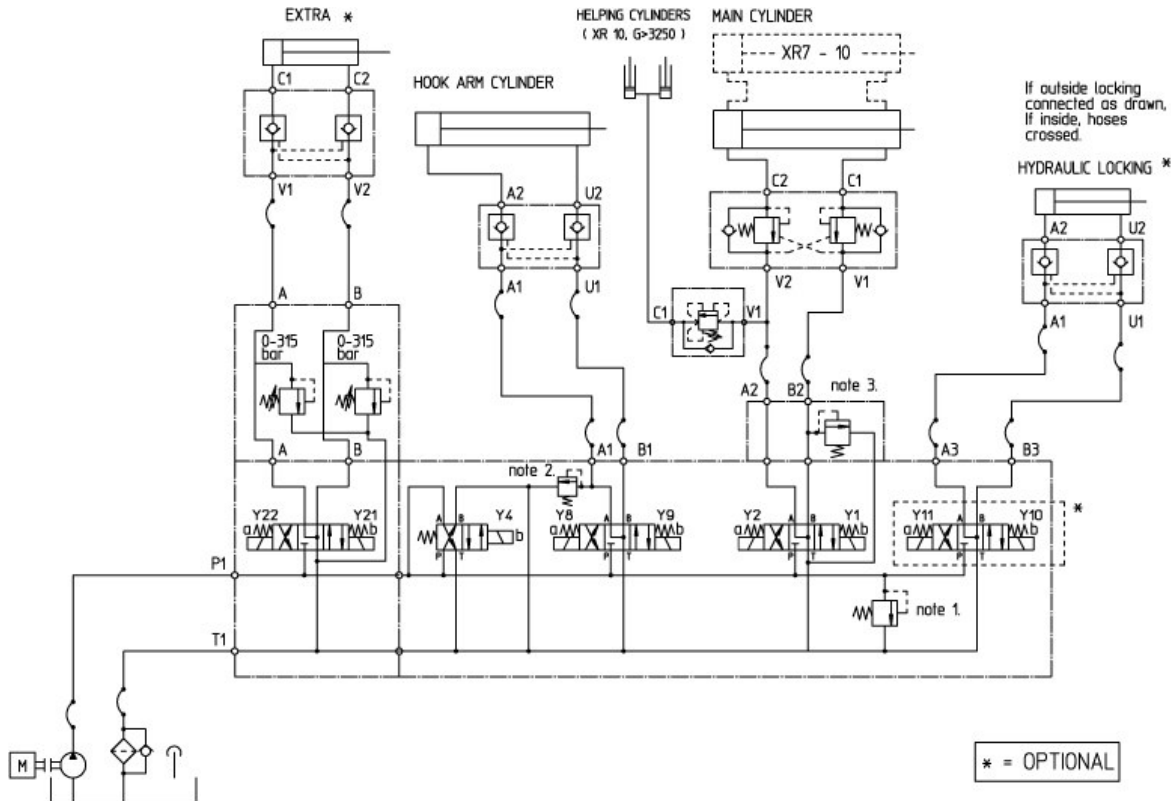 EXTRA *
HELPING CYLINDERS
( XR 10, G>3250 )
MAIN CYLINDER
XR7 - 10
C1
C2
HOOK ARM CYLINDER
If outside locking
connected as drawn,
If inside, hoses
crossed.
HYDRAULIC LOCKING *
V1
V2
A2
U2
C2
C1
A2
U2
A1
U1
V2
V1
A1
U1
C1
V1
A
B
0-315
bar
0-315
bar
A2
B2
note 3.
A
B
note 2.
A1
B1
A3
B3
Y22
Y21
a
b
A
B
Y4
b
P
T
Y8
A
B
Y9
a
b
P
T
Y2
A
B
Y1
a
b
P
T
Y11
A
B
Y10
a
b
P
T
*
P1
note 1.
T1
M
* = OPTIONAL